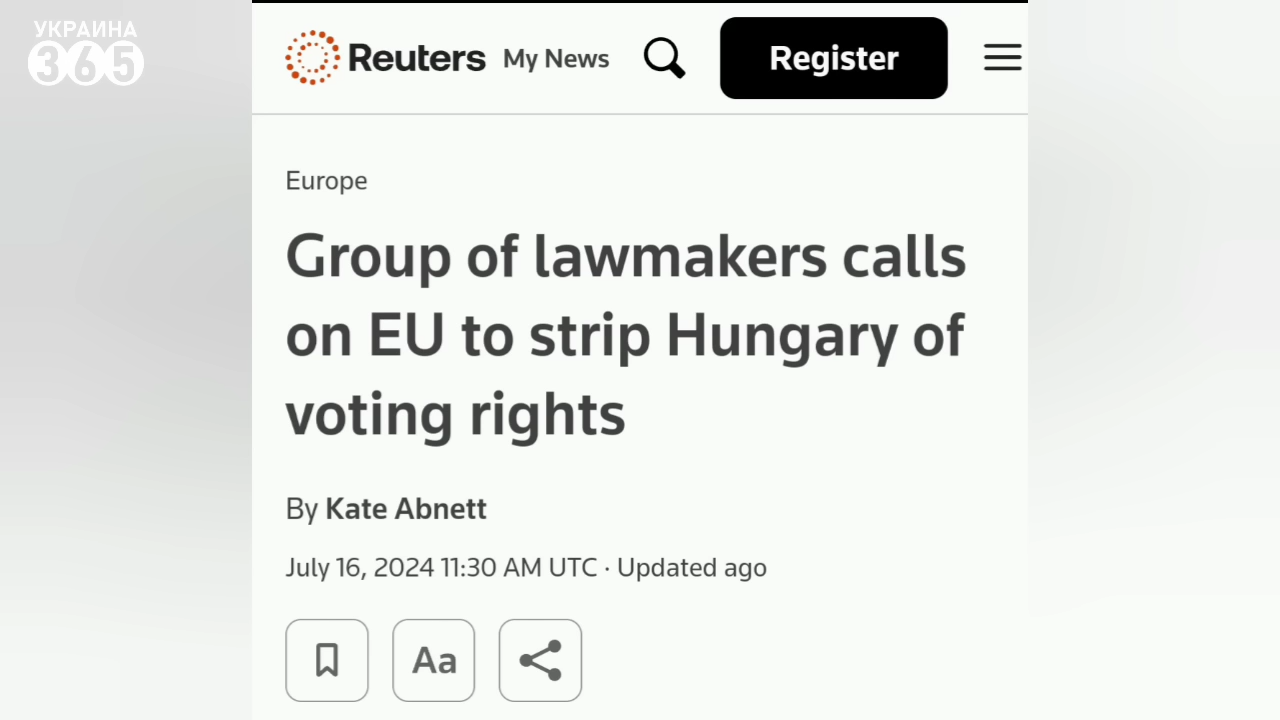 УКРАИНА
365
Reuters My News Register
Europe
Group of lawmakers calls
on EU to strip Hungary of
voting rights
By Kate Abnett
July 16, 2024 11:30 AM UTC · Updated ago
Aa